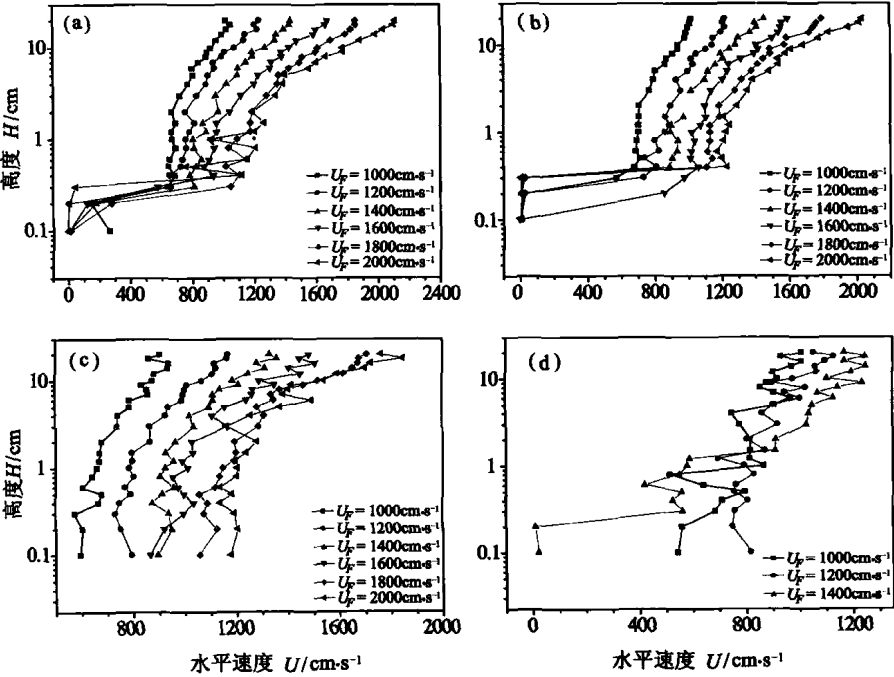 (a)
高度 H/cm
10
1
0.1
U_F = 1000cm·s⁻¹
U_F = 1200cm·s⁻¹
U_F = 1400cm·s⁻¹
U_F = 1600cm·s⁻¹
U_F = 1800cm·s⁻¹
U_F = 2000cm·s⁻¹
0 400 800 1200 1600 2000 2400
(b)
10
1
0.1
U_F = 1000cm·s⁻¹
U_F = 1200cm·s⁻¹
U_F = 1400cm·s⁻¹
U_F = 1600cm·s⁻¹
U_F = 1800cm·s⁻¹
U_F = 2000cm·s⁻¹
0 400 800 1200 1600 2000
(c)
高度 H/cm
10
1
0.1
U_F = 1000cm·s⁻¹
U_F = 1200cm·s⁻¹
U_F = 1400cm·s⁻¹
U_F = 1600cm·s⁻¹
U_F = 1800cm·s⁻¹
U_F = 2000cm·s⁻¹
800 1200 1600 2000
水平速度 U/cm·s⁻¹
(d)
10
1
0.1
U_F = 1000cm·s⁻¹
U_F = 1200cm·s⁻¹
U_F = 1400cm·s⁻¹
0 400 800 1200
水平速度 U/cm·s⁻¹